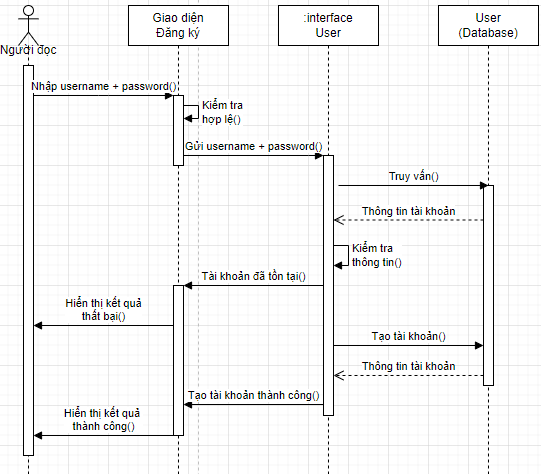 Giao diện
Đăng ký
:interface
User
User
(Database)
Người đọc
Nhập username + password()
Kiểm tra
hợp lệ()
Gửi username + password()
Truy vấn()
Thông tin tài khoản
Kiểm tra
thông tin()
Tài khoản đã tồn tại()
Hiển thị kết quả
thất bại()
Tạo tài khoản()
Thông tin tài khoản
Tạo tài khoản thành công()
Hiển thị kết quả
thành công()